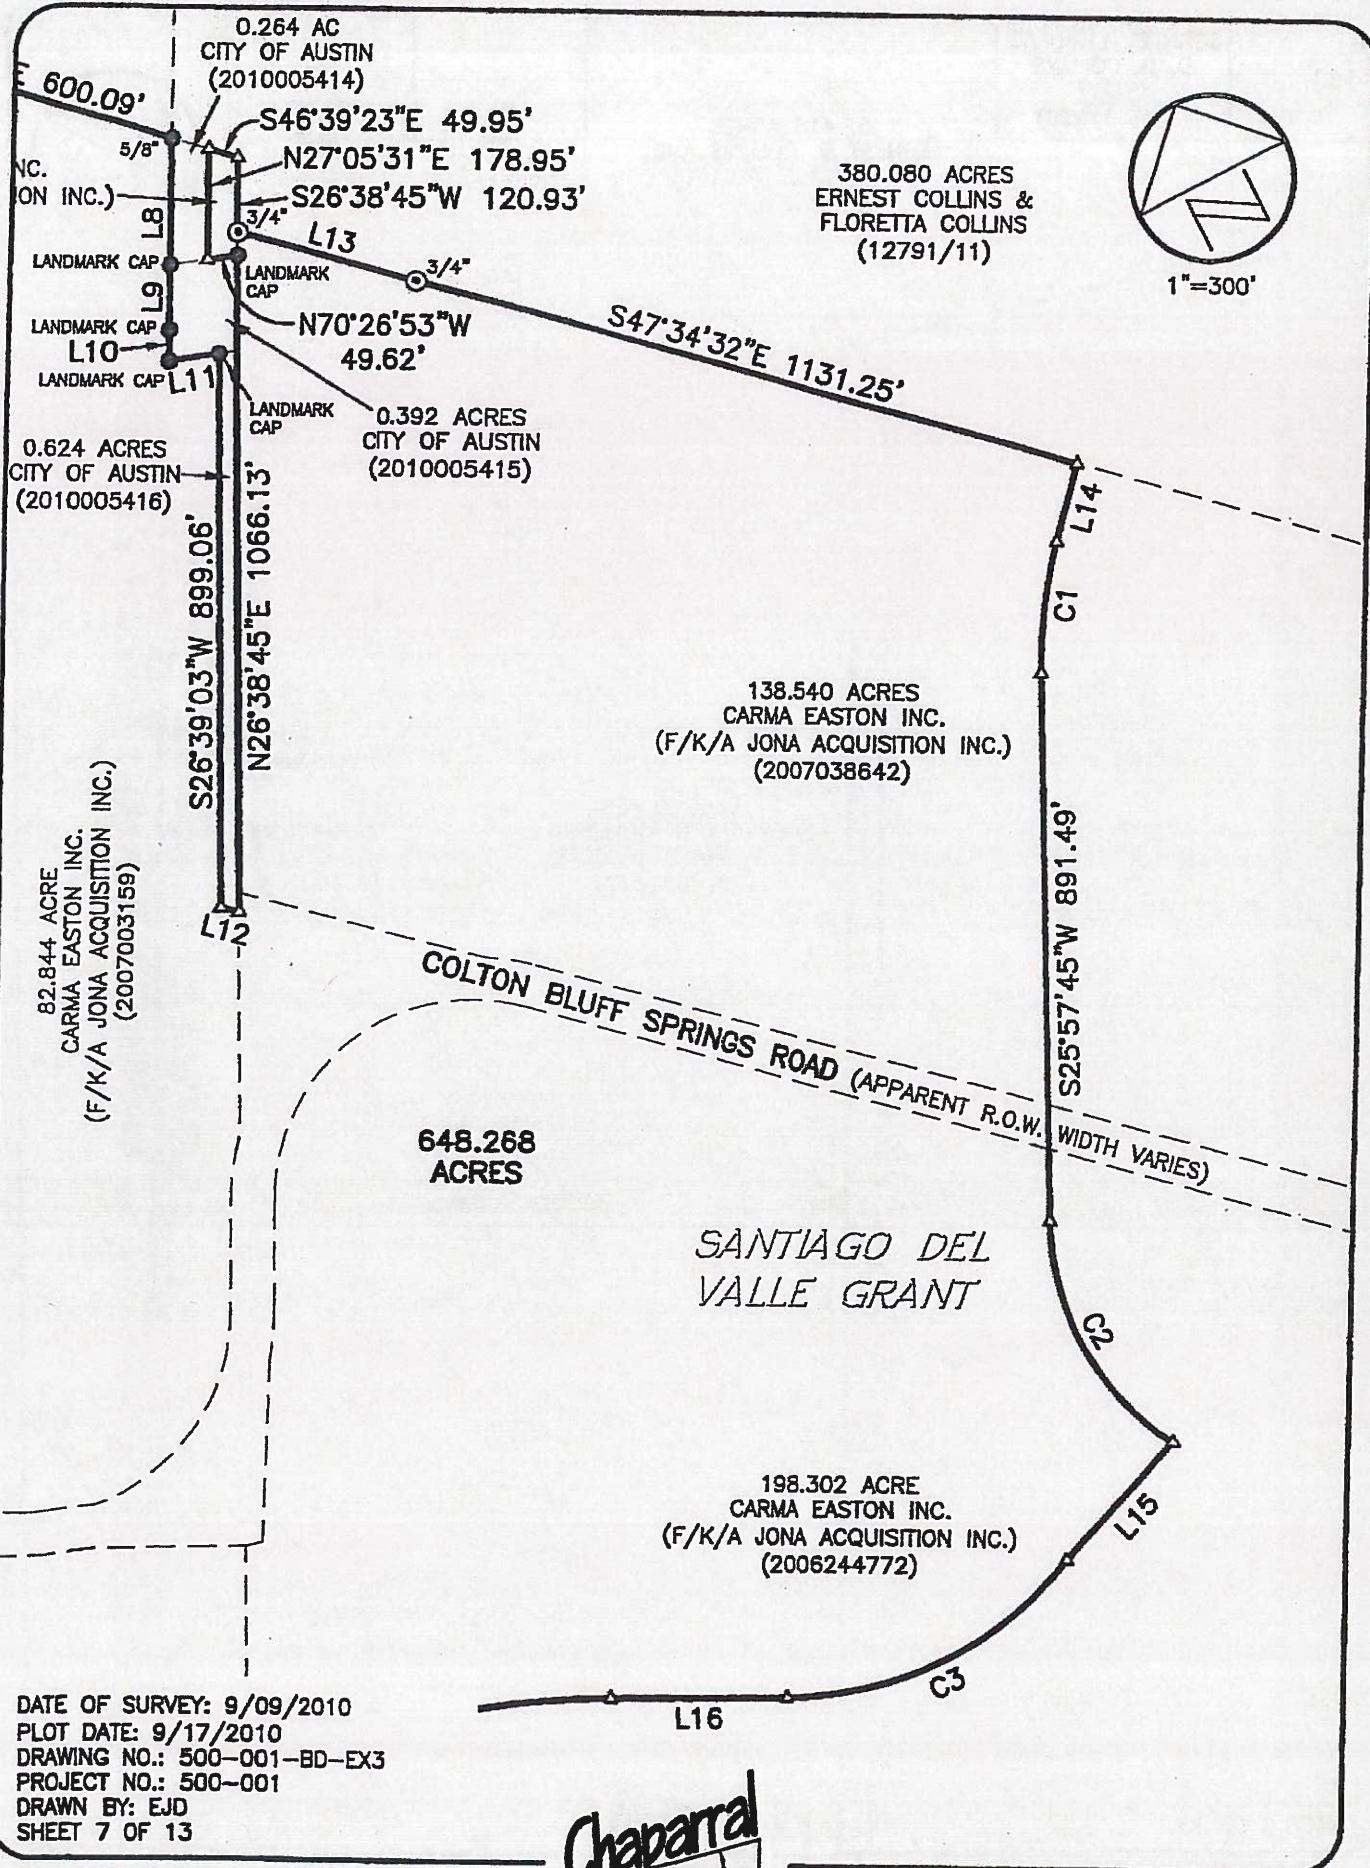 0.264 AC
CITY OF AUSTIN
(2010005414)
E 600.09'
5/8"
S46°39'23"E 49.95'
N27°05'31"E 178.95'
S26°38'45"W 120.93'
NC.
ON INC.)
3/4"
L8
L13
3/4"
380.080 ACRES
ERNEST COLLINS &
FLORETTA COLLINS
(12791/11)
N
1"=300'
LANDMARK CAP
LANDMARK
CAP
L9
LANDMARK CAP
L10
LANDMARK CAP
L11
N70°26'53"W
49.62'
S47°34'32"E 1131.25'
LANDMARK
CAP
0.392 ACRES
CITY OF AUSTIN
(2010005415)
0.624 ACRES
CITY OF AUSTIN
(2010005416)
L14
C1
S26°39'03"W 899.06'
N26°38'45"E 1066.13'
138.540 ACRES
CARMA EASTON INC.
(F/K/A JONA ACQUISITION INC.)
(2007038642)
82.844 ACRE
CARMA EASTON INC.
(F/K/A JONA ACQUISITION INC.)
(2007003159)
L12
S25°57'45"W 891.49'
COLTON BLUFF SPRINGS ROAD (APPARENT R.O.W. WIDTH VARIES)
648.268
ACRES
SANTIAGO DEL
VALLE GRANT
C2
198.302 ACRE
CARMA EASTON INC.
(F/K/A JONA ACQUISITION INC.)
(2006244772)
L15
C3
L16
DATE OF SURVEY: 9/09/2010
PLOT DATE: 9/17/2010
DRAWING NO.: 500-001-BD-EX3
PROJECT NO.: 500-001
DRAWN BY: EJD
SHEET 7 OF 13
Chaparral